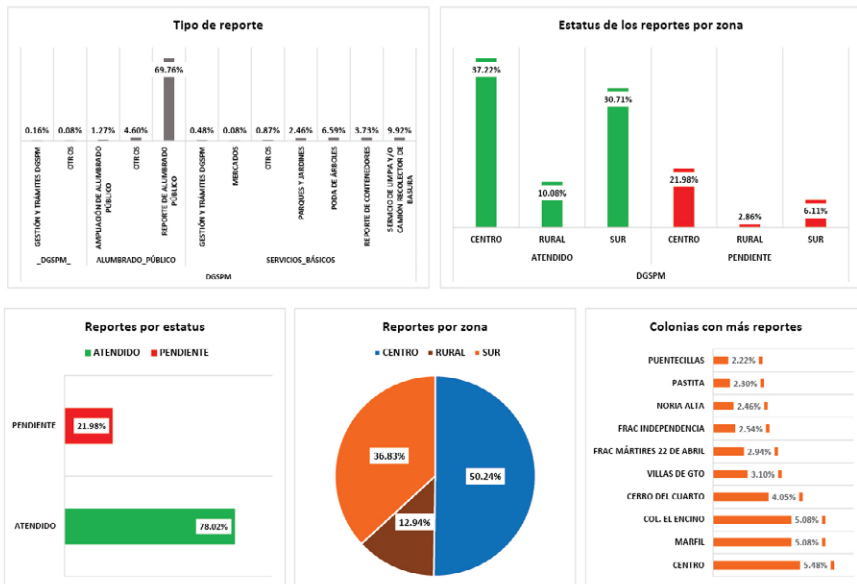 Tipo de reporte
69.76%
0.16%
0.08%
1.27%
4.60%
0.48%
0.08%
0.87%
2.46%
6.59%
3.73%
9.92%
GESTIÓN Y TRÁMITES DGSPM
OTROS
AMPLIACIÓN DE ALUMBRADO PÚBLICO
OTROS
REPORTE DE ALUMBRADO PÚBLICO
GESTIÓN Y TRÁMITES DGSPM
MERCADOS
OTROS
PARQUES Y JARDINES
PODA DE ÁRBOLES
REPORTE DE CONTENEDORES
SERVICIO DE LIMPIA Y/O CAMIÓN RECOLECTOR DE BASURA
_DGSPM_
ALUMBRADO_PÚBLICO
SERVICIOS_BÁSICOS
DGSPM
Estatus de los reportes por zona
37.22%
10.08%
30.71%
21.98%
2.86%
6.11%
CENTRO
RURAL
SUR
CENTRO
RURAL
SUR
ATENDIDO
PENDIENTE
DGSPM
Reportes por estatus
ATENDIDO
PENDIENTE
PENDIENTE
21.98%
ATENDIDO
78.02%
Reportes por zona
CENTRO
RURAL
SUR
36.83%
50.24%
12.94%
Colonias con más reportes
PUENTECILLAS 2.22%
PASTITA 2.30%
NORIA ALTA 2.46%
FRAC INDEPENDENCIA 2.54%
FRAC MÁRTIRES 22 DE ABRIL 2.94%
VILLAS DE GTO 3.10%
CERRO DEL CUARTO 4.05%
COL. EL ENCINO 5.08%
MARFIL 5.08%
CENTRO 5.48%